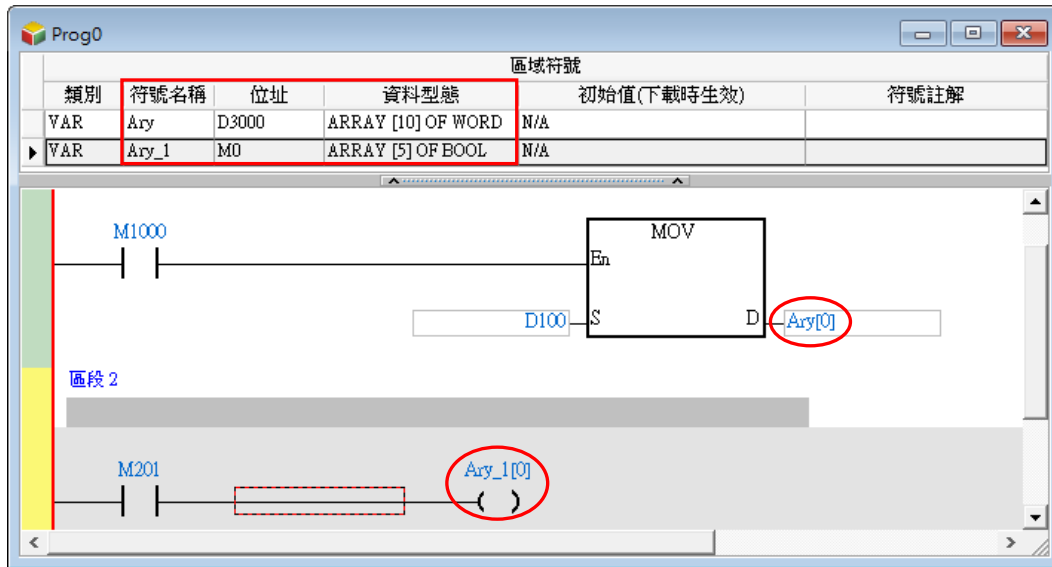 Prog0
區域符號
類別 符號名稱 位址 資料型態 初始值(下載時生效) 符號註解
VAR Ary D3000 ARRAY [10] OF WORD N/A
VAR Ary_1 M0 ARRAY [5] OF BOOL N/A
M1000 MOV
En
D100 S D Ary[0]
區段 2
M201 Ary_1[0]